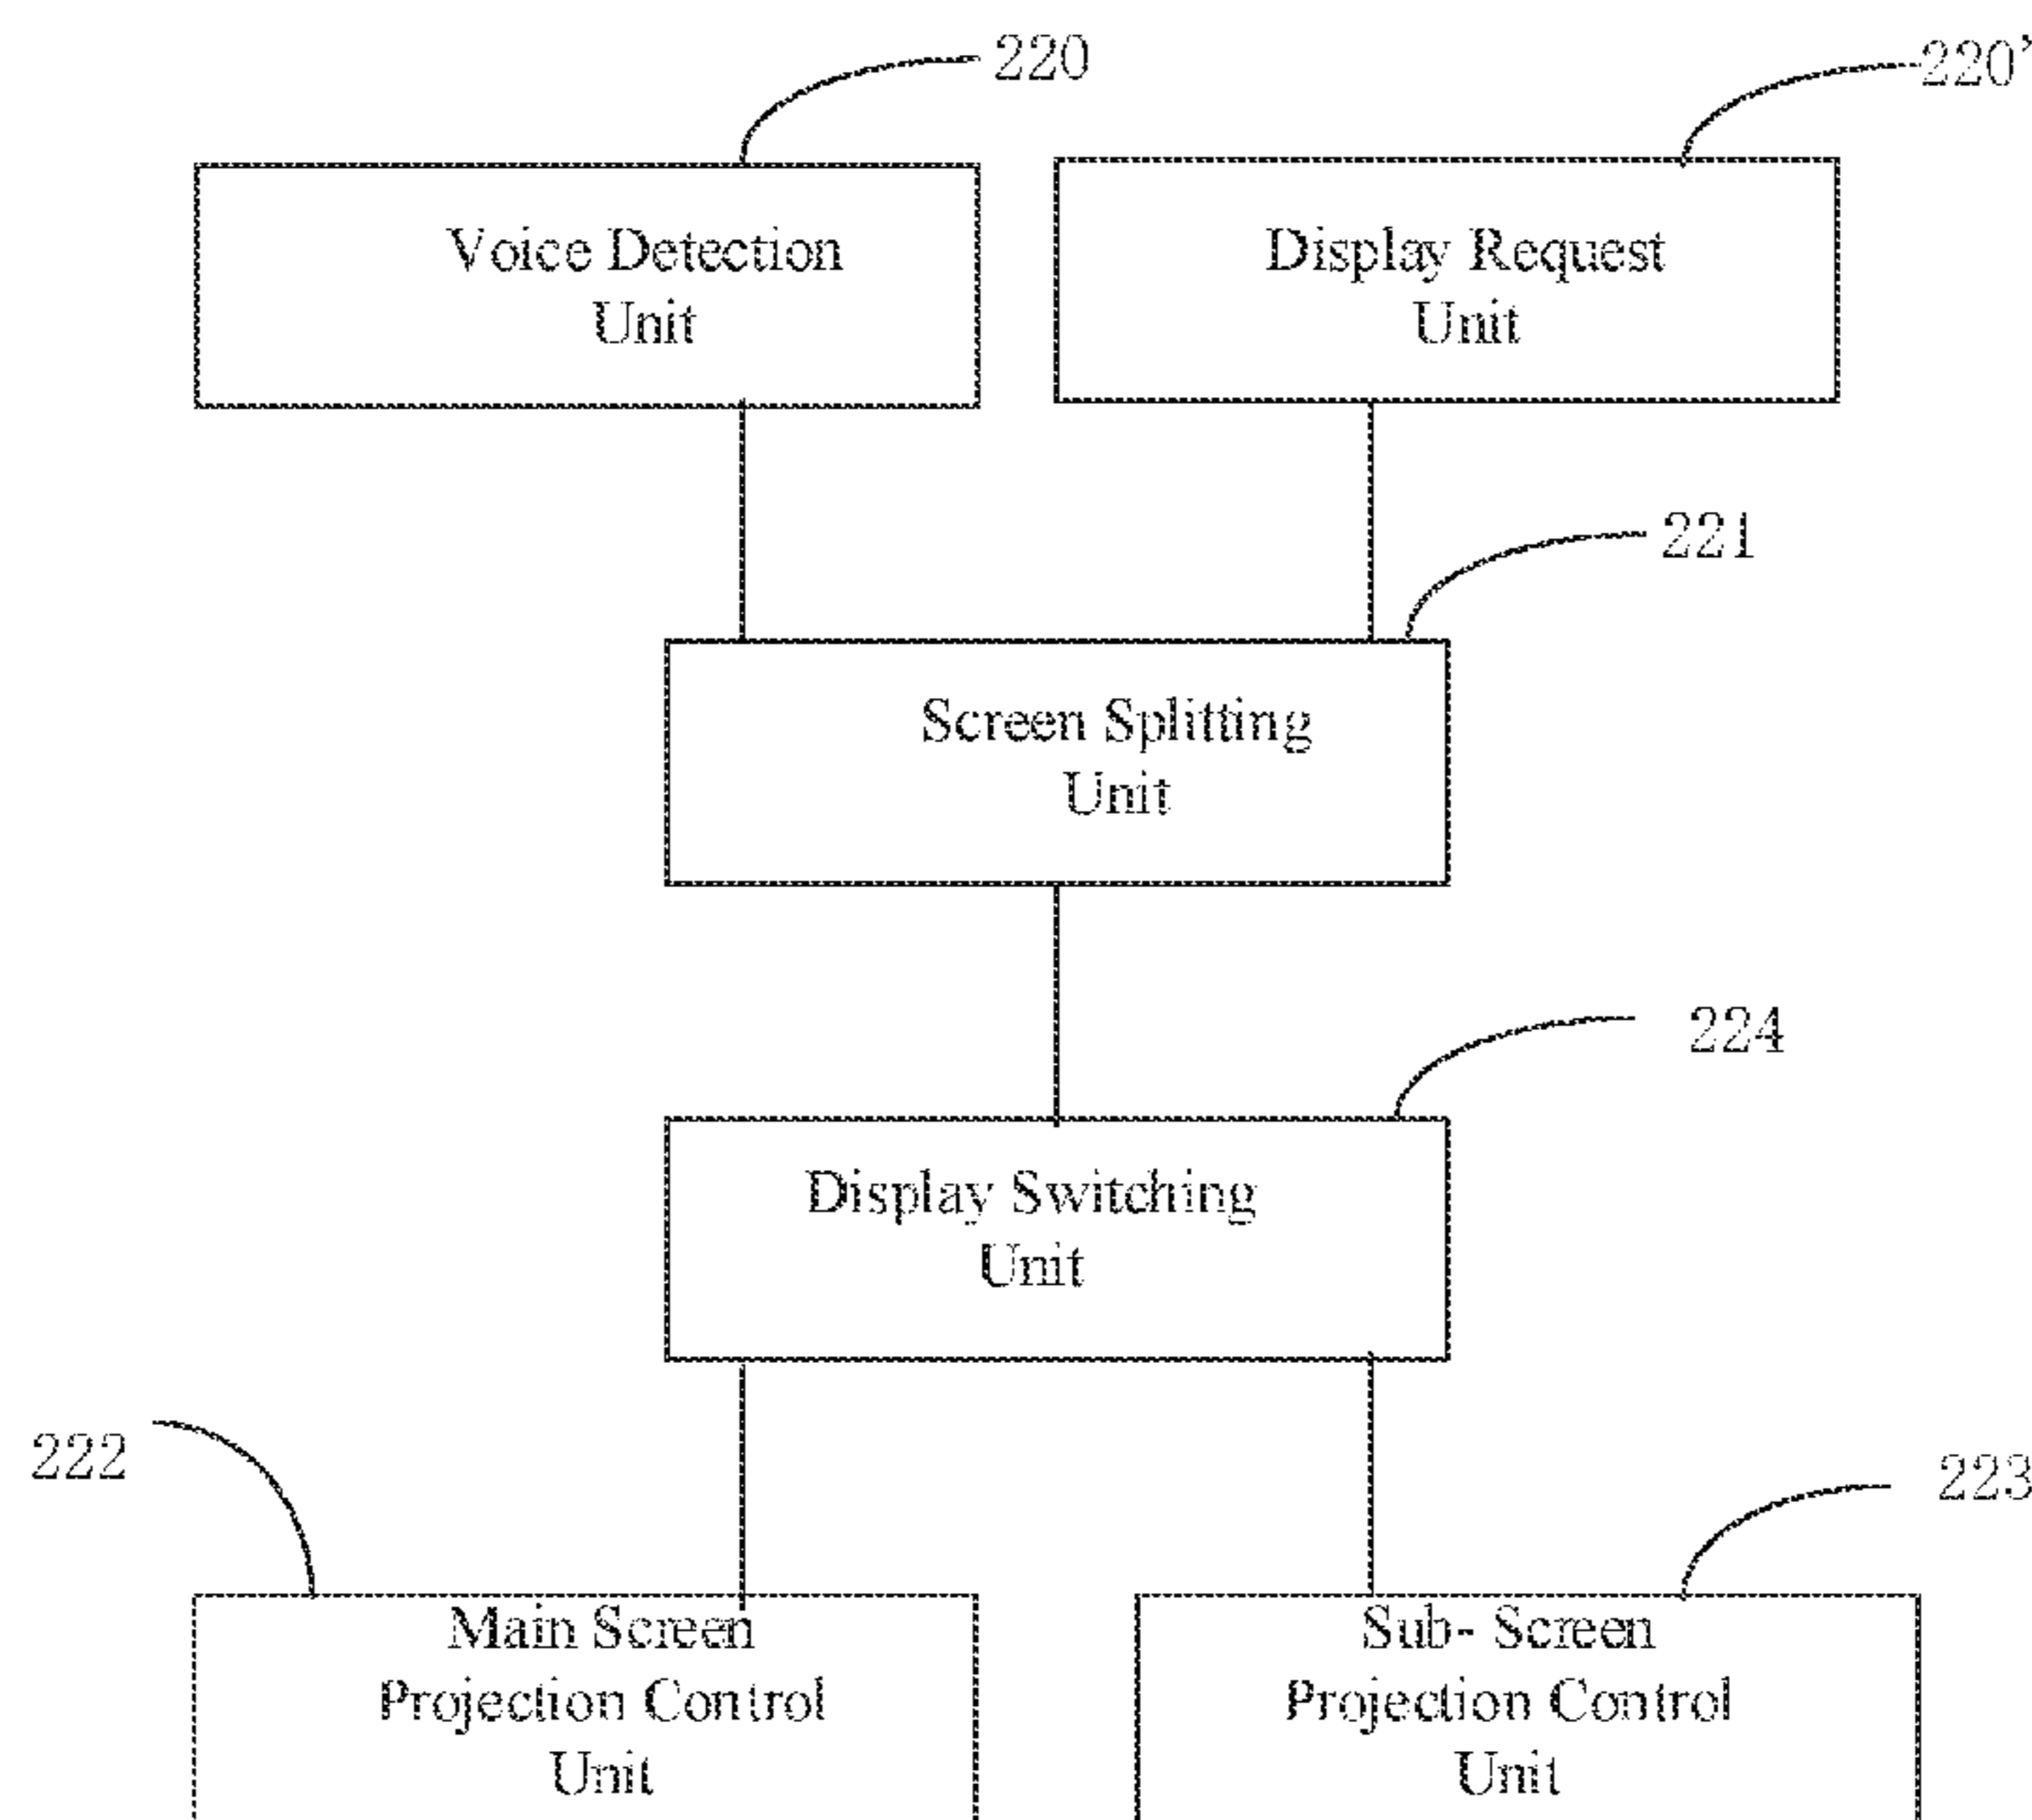 220
220’
Voice Detection
Unit
Display Request
Unit
221
Screen Splitting
Unit
224
Display Switching
Unit
222
223
Main Screen
Projection Control
Unit
Sub- Screen
Projection Control
Unit